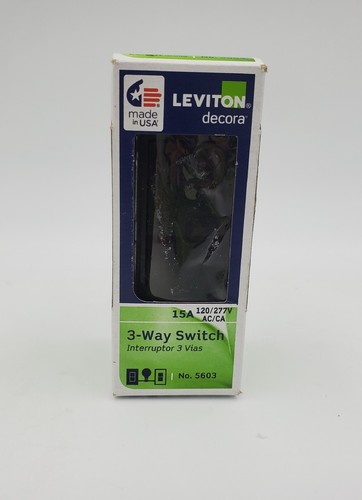 made
in USA
LEVITON®
decora®
15A 120/277V
AC/CA
3-Way Switch
Interruptor 3 Vias
No. 5603